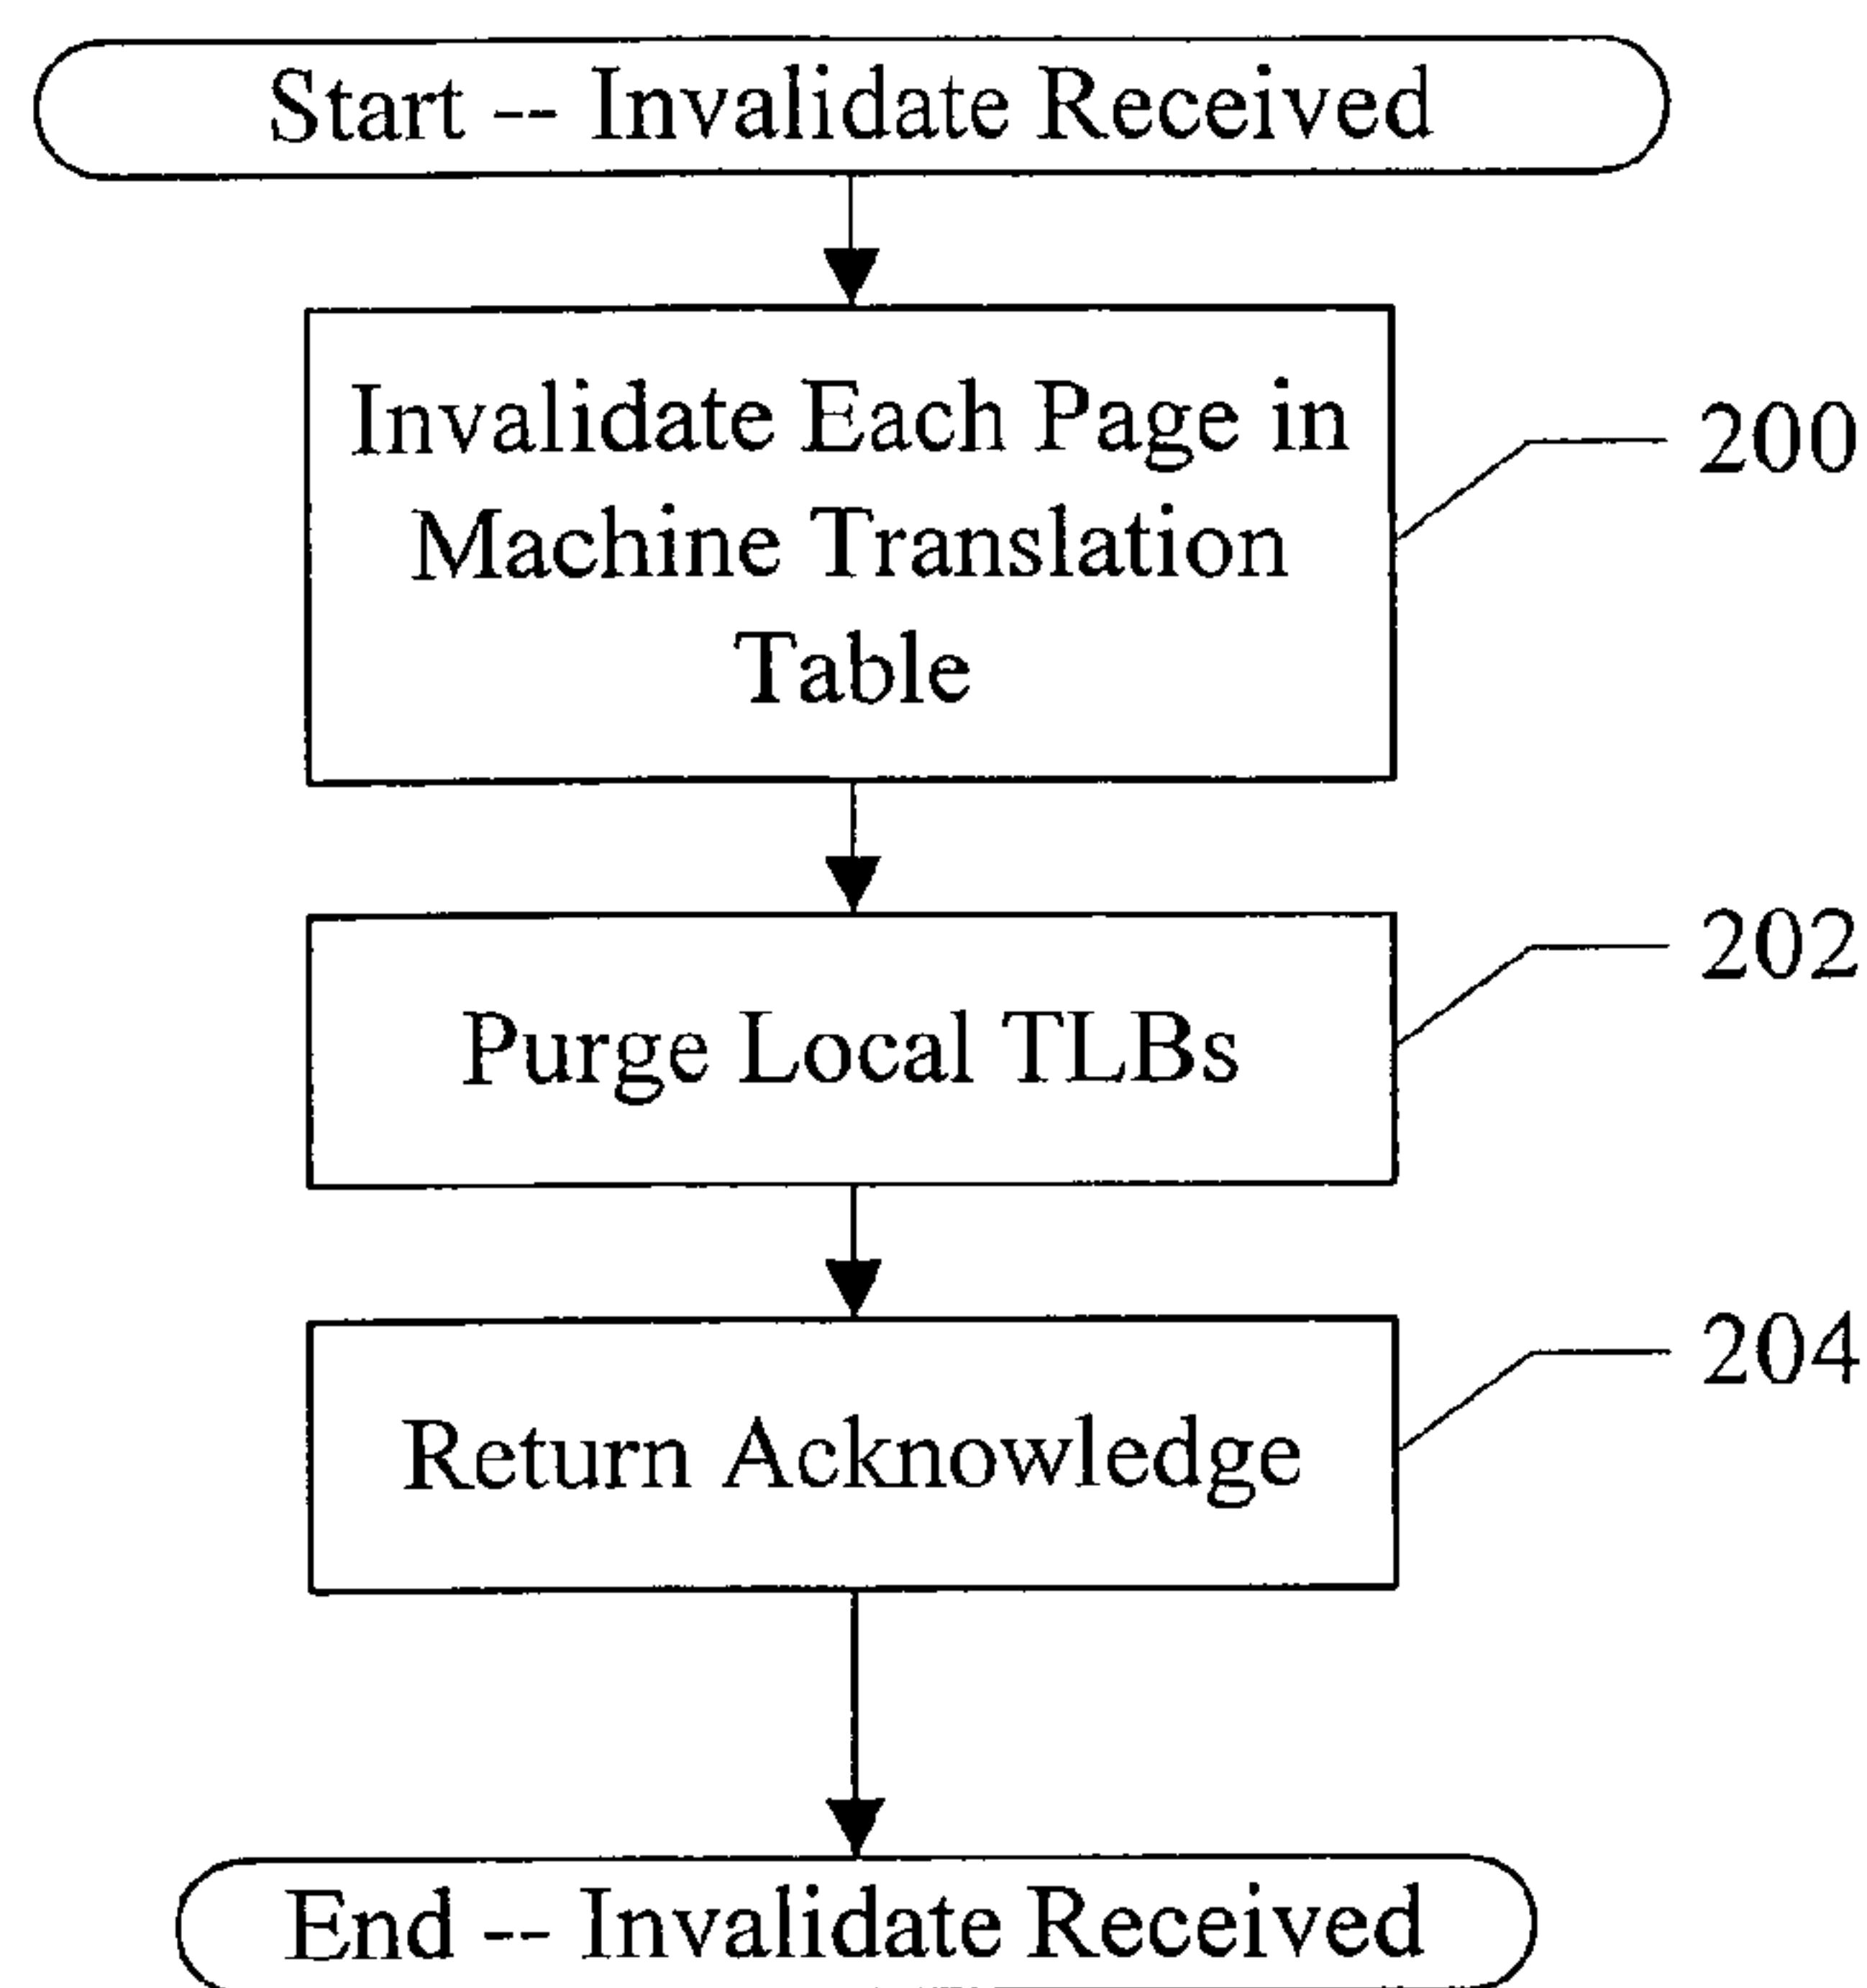 Start -- Invalidate Received
Invalidate Each Page in
Machine Translation
Table
200
Purge Local TLBs
202
Return Acknowledge
204
End -- Invalidate Received